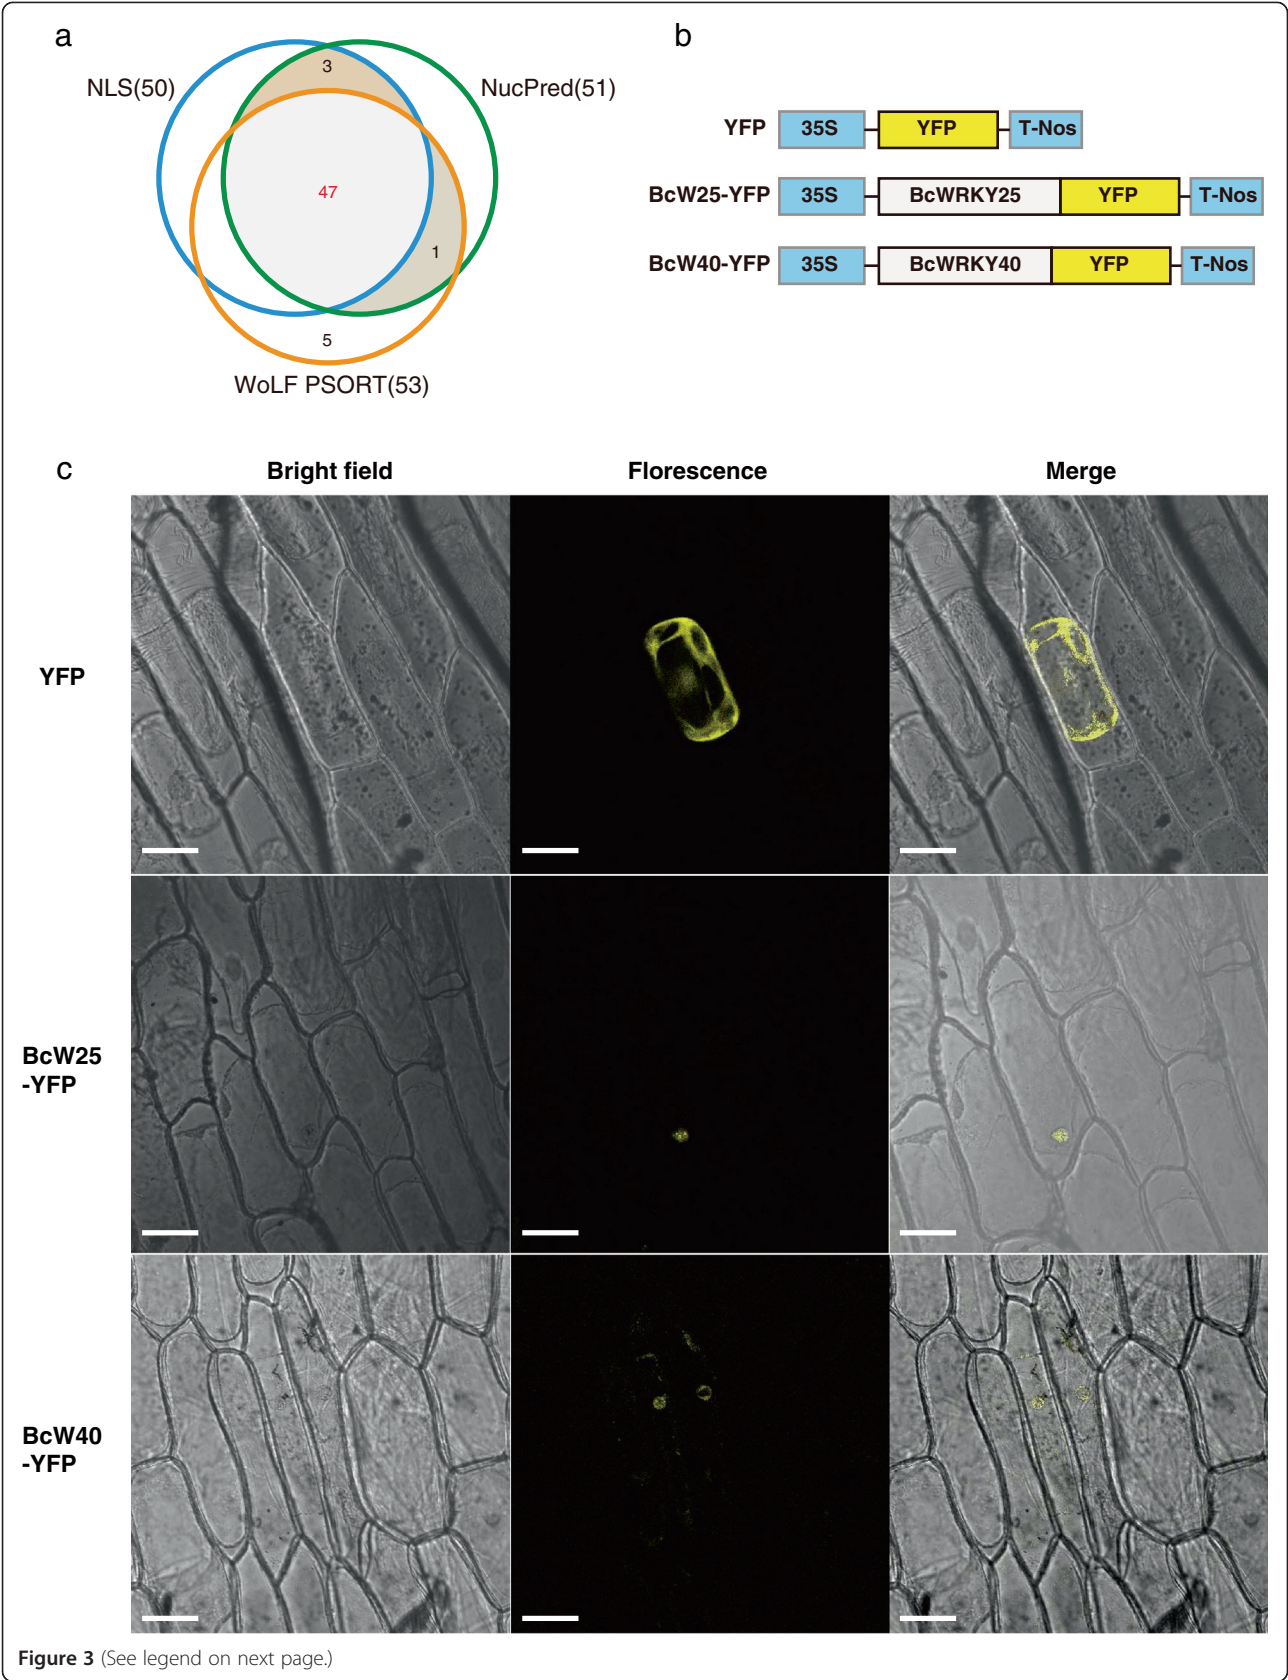 a
NLS(50)
NucPred(51)
3
47
1
5
WoLF PSORT(53)
b
YFP 35S YFP T-Nos
BcW25-YFP 35S BcWRKY25 YFP T-Nos
BcW40-YFP 35S BcWRKY40 YFP T-Nos
c
Bright field Florescence Merge
YFP
BcW25
-YFP
BcW40
-YFP
Figure 3 (See legend on next page.)